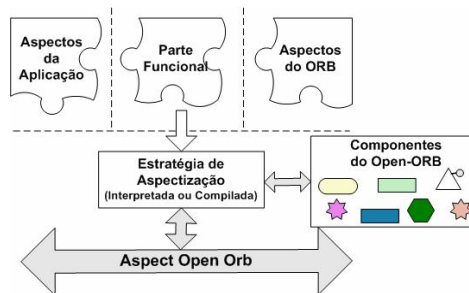 Aspectos
da
Aplicação
Parte
Funcional
Aspectos
do ORB
Estratégia de
Aspectização
(Interpretada ou Compilada)
Componentes
do Open-ORB
Aspect Open Orb